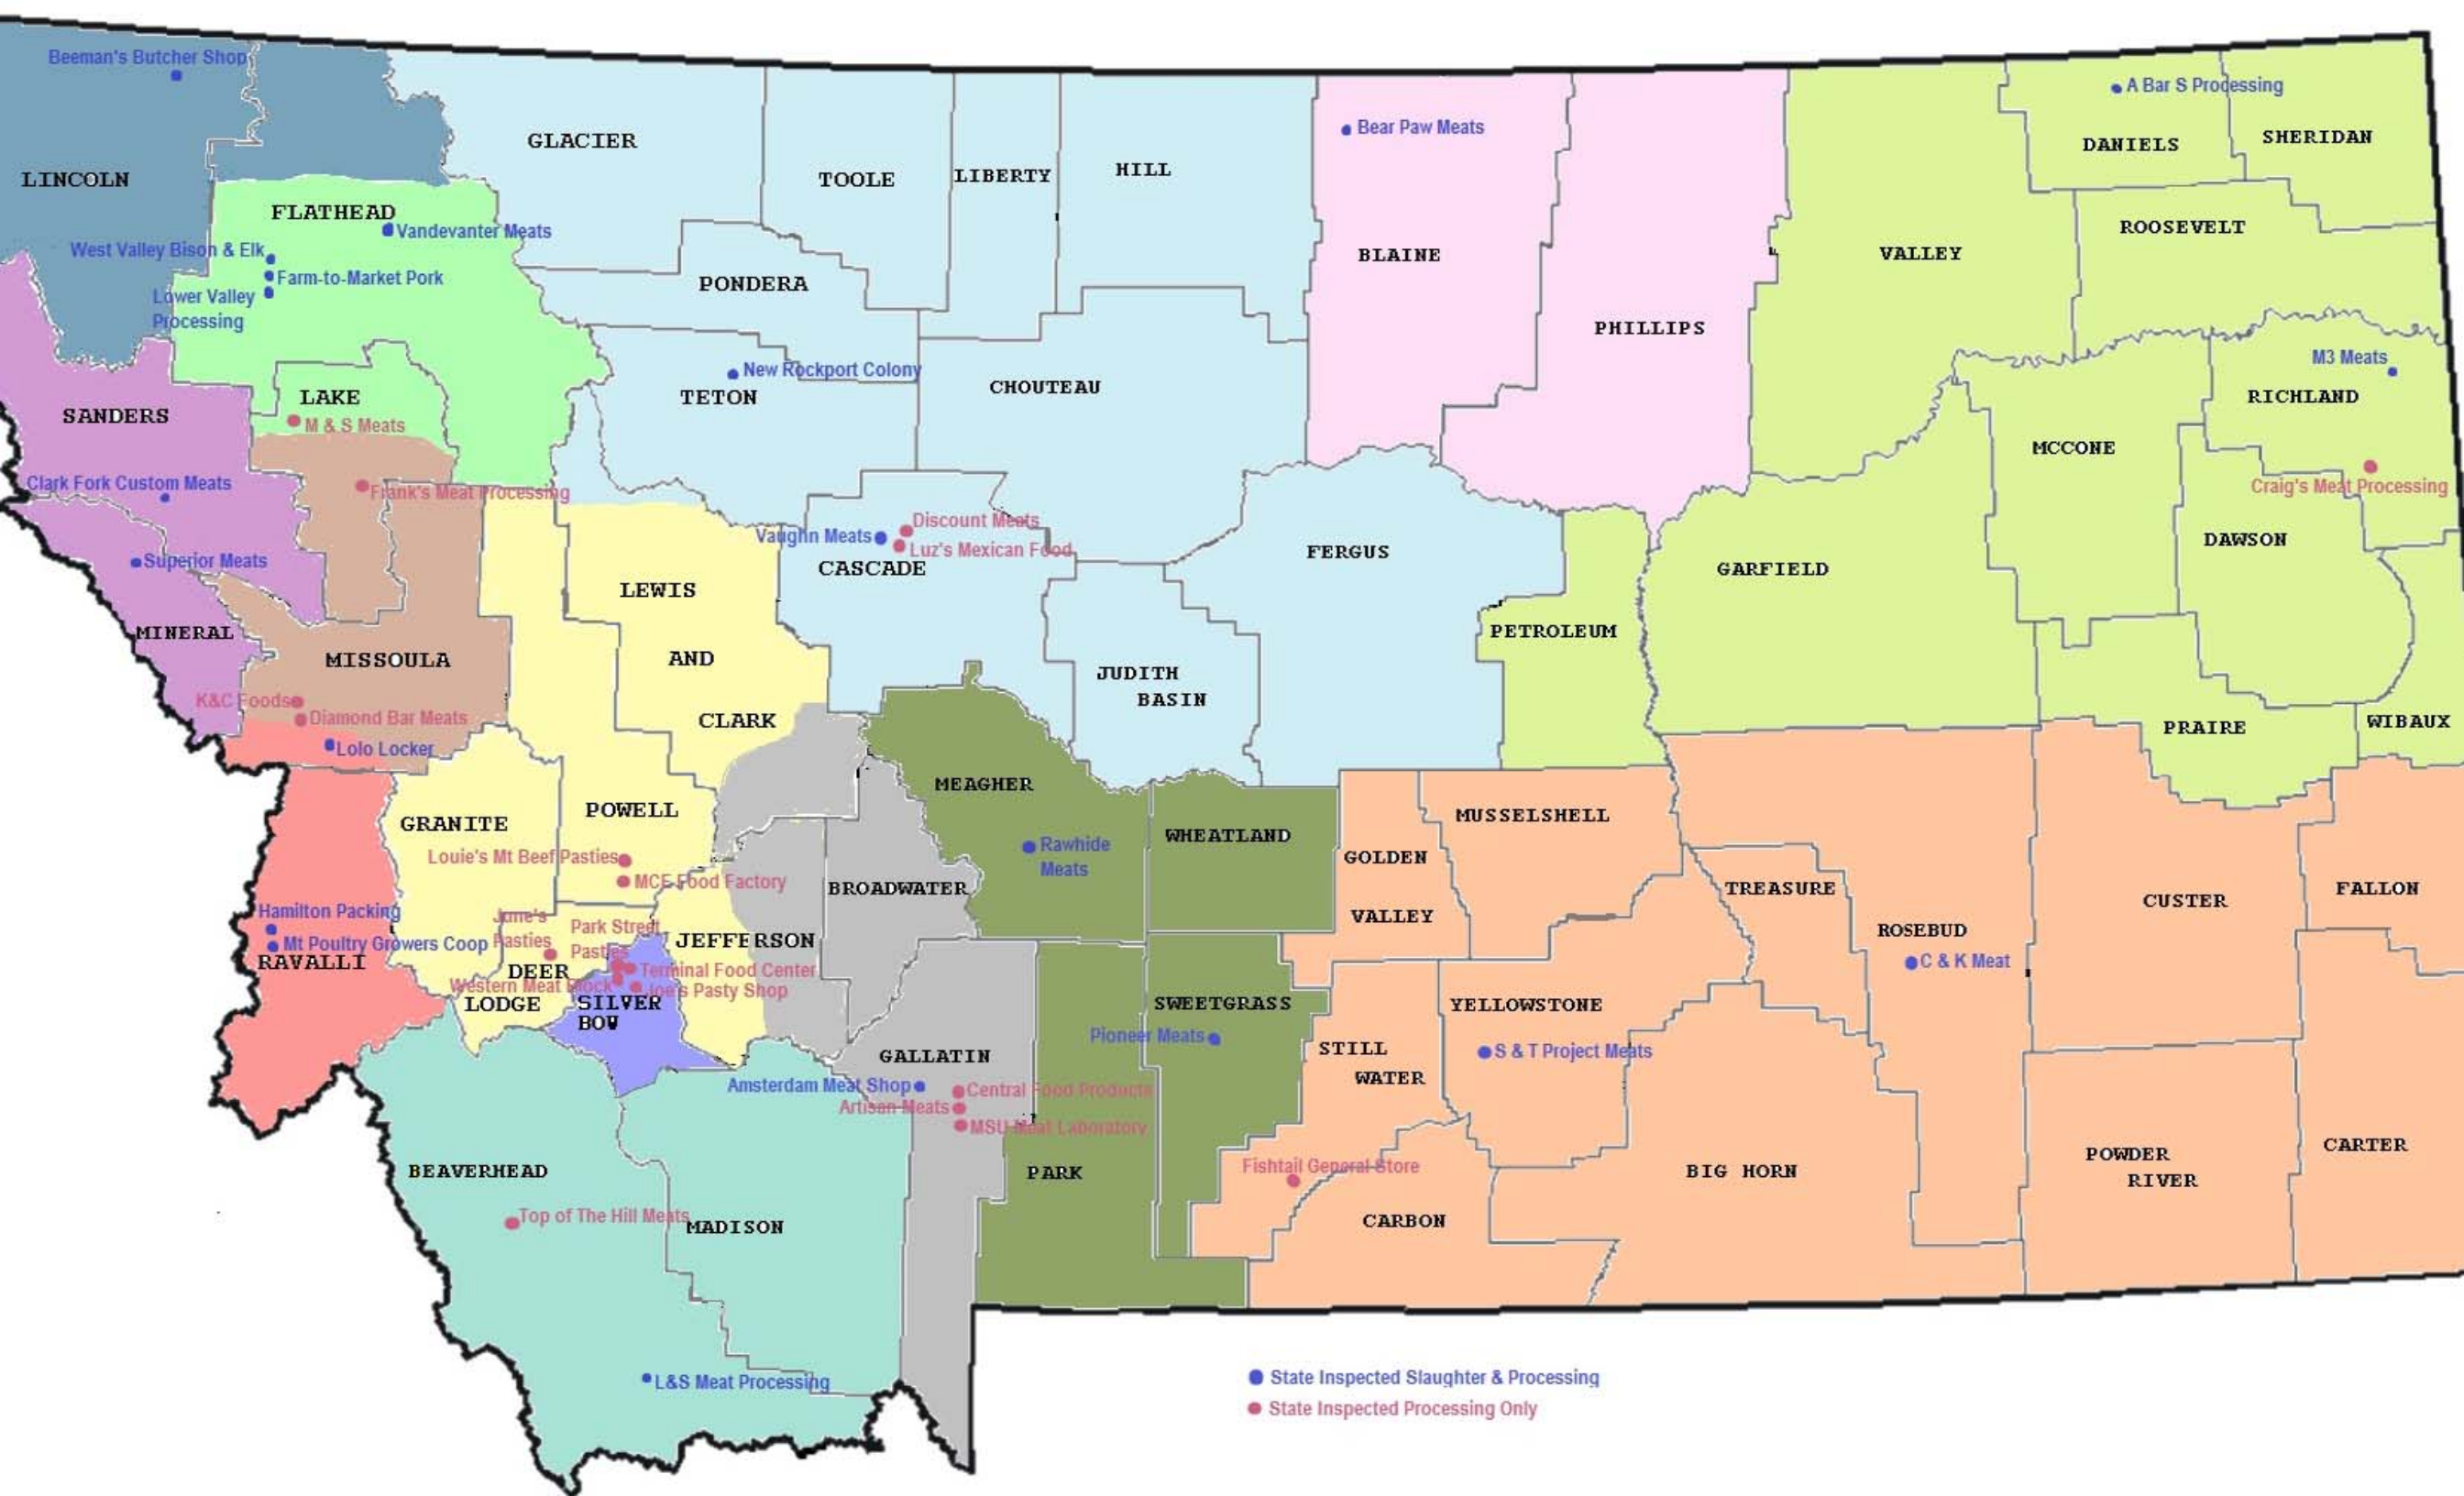 Beeman's Butcher Shop
A Bar S Processing
Bear Paw Meats
GLACIER
DANIELS
SHERIDAN
LINCOLN
TOOLE
LIBERTY
HILL
FLATHEAD
Vandevanter Meats
ROOSEVELT
West Valley Bison & Elk
BLAINE
VALLEY
Farm-to-Market Pork
PONDERA
Lower Valley
Processing
PHILLIPS
M3 Meats
New Rockport Colony
LAKE
TETON
CHOUTEAU
RICHLAND
SANDERS
M & S Meats
MCCONE
Clark Fork Custom Meats
Frank's Meat Processing
Craig's Meat Processing
Discount Meats
Vaughn Meats
Luz's Mexican Food
FERGUS
DAWSON
Superior Meats
CASCADE
GARFIELD
LEWIS
MINERAL
PETROLEUM
MISSOULA
AND
JUDITH
BASIN
K&C Foods
Diamond Bar Meats
CLARK
PRAIRE
WIBAUX
Lolo Locker
MEAGHER
GRANITE
POWELL
MUSSELSHELL
WHEATLAND
Rawhide
Meats
Louie's Mt Beef Pasties
GOLDEN
MCE Food Factory
BROADWATER
TREASURE
CUSTER
FALLON
Hamilton Packing
June's
Pasties
Park Street
Pasties
VALLEY
ROSEBUD
Mt Poultry Growers Coop
JEFFERSON
RAVALLI
DEER
LODGE
Terminal Food Center
C & K Meat
Western Meat Block
Joe's Pasty Shop
SILVER
BOW
SWEETGRASS
YELLOWSTONE
Pioneer Meats
GALLATIN
STILL
WATER
S & T Project Meats
Amsterdam Meat Shop
Central Food Products
Artisan Meats
MSU Meat Laboratory
BEAVERHEAD
PARK
Fishtail General Store
BIG HORN
POWDER
RIVER
CARTER
Top of The Hill Meats
MADISON
CARBON
L&S Meat Processing
State Inspected Slaughter & Processing
State Inspected Processing Only